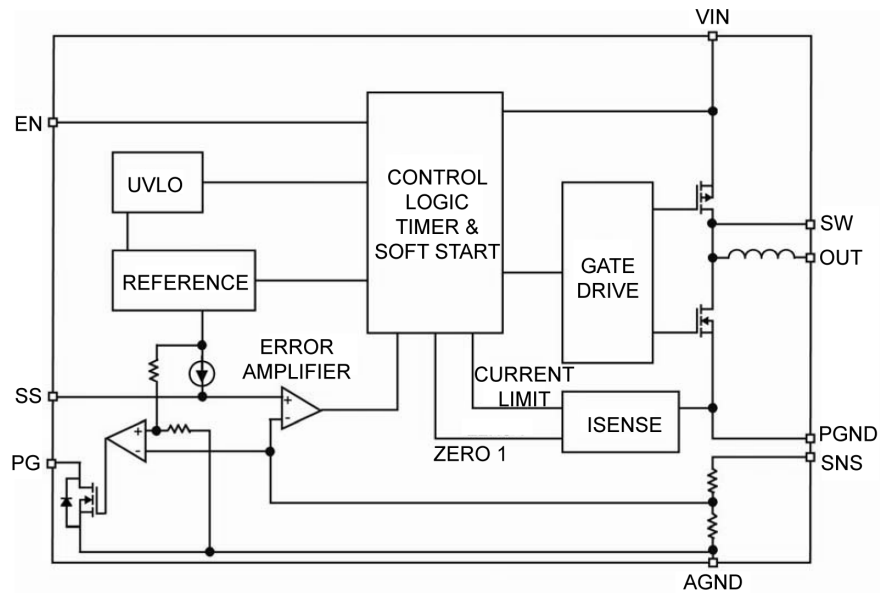 VIN
EN
UVLO
CONTROL
LOGIC
TIMER &
SOFT START
SW
OUT
REFERENCE
GATE
DRIVE
ERROR
AMPLIFIER
SS
+
-
CURRENT
LIMIT
ISENSE
PGND
+
-
ZERO 1
PG
SNS
AGND